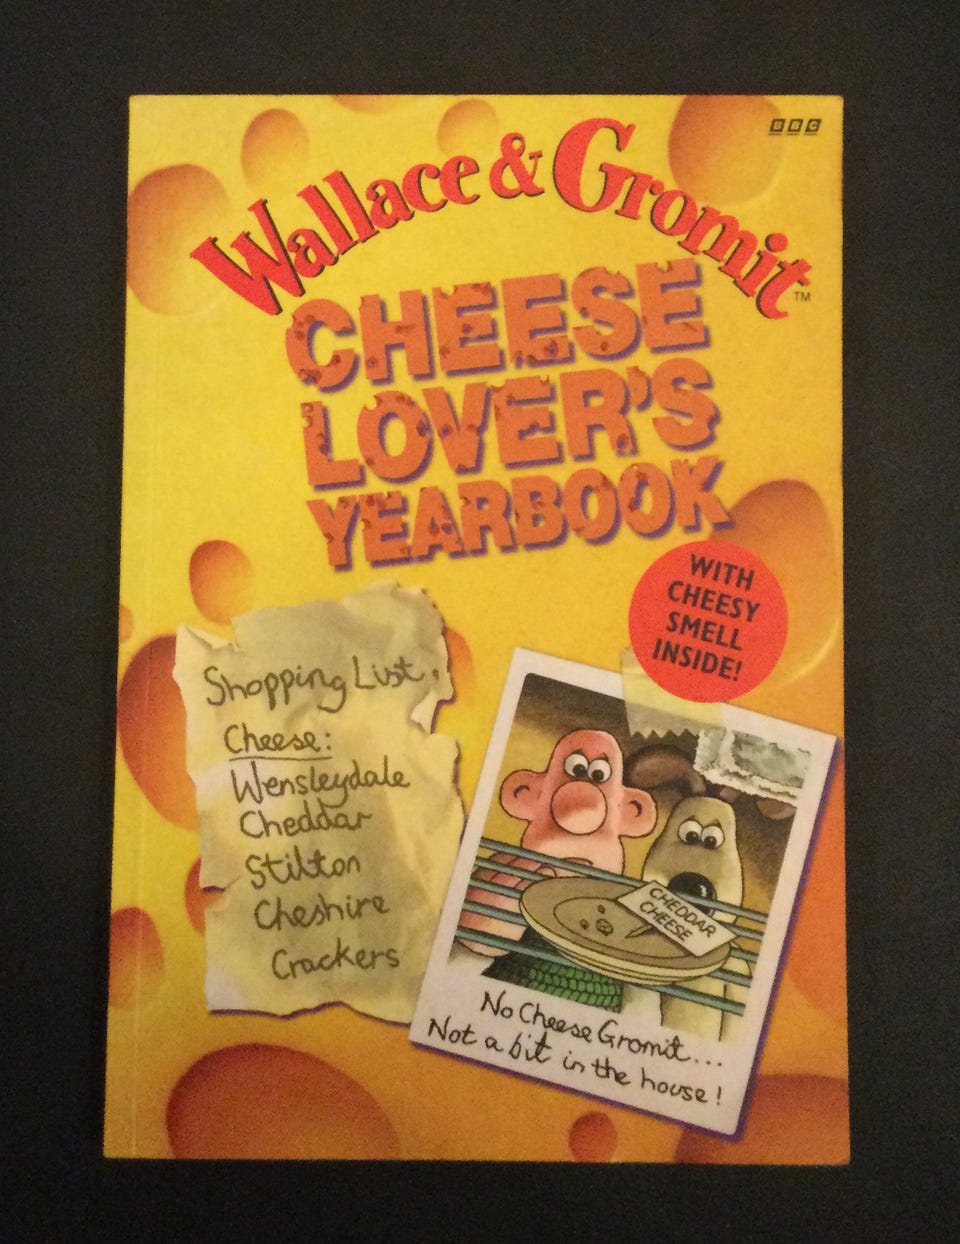 BBC
Wallace & Gromit™
CHEESE
LOVER'S
YEARBOOK
WITH
CHEESY
SMELL
INSIDE!
Shopping List.
Cheese:
Wensleydale
Cheddar
Stilton
Cheshire
Crackers
CHEDDAR
CHEESE
No Cheese Gromit...
Not a bit in the house!